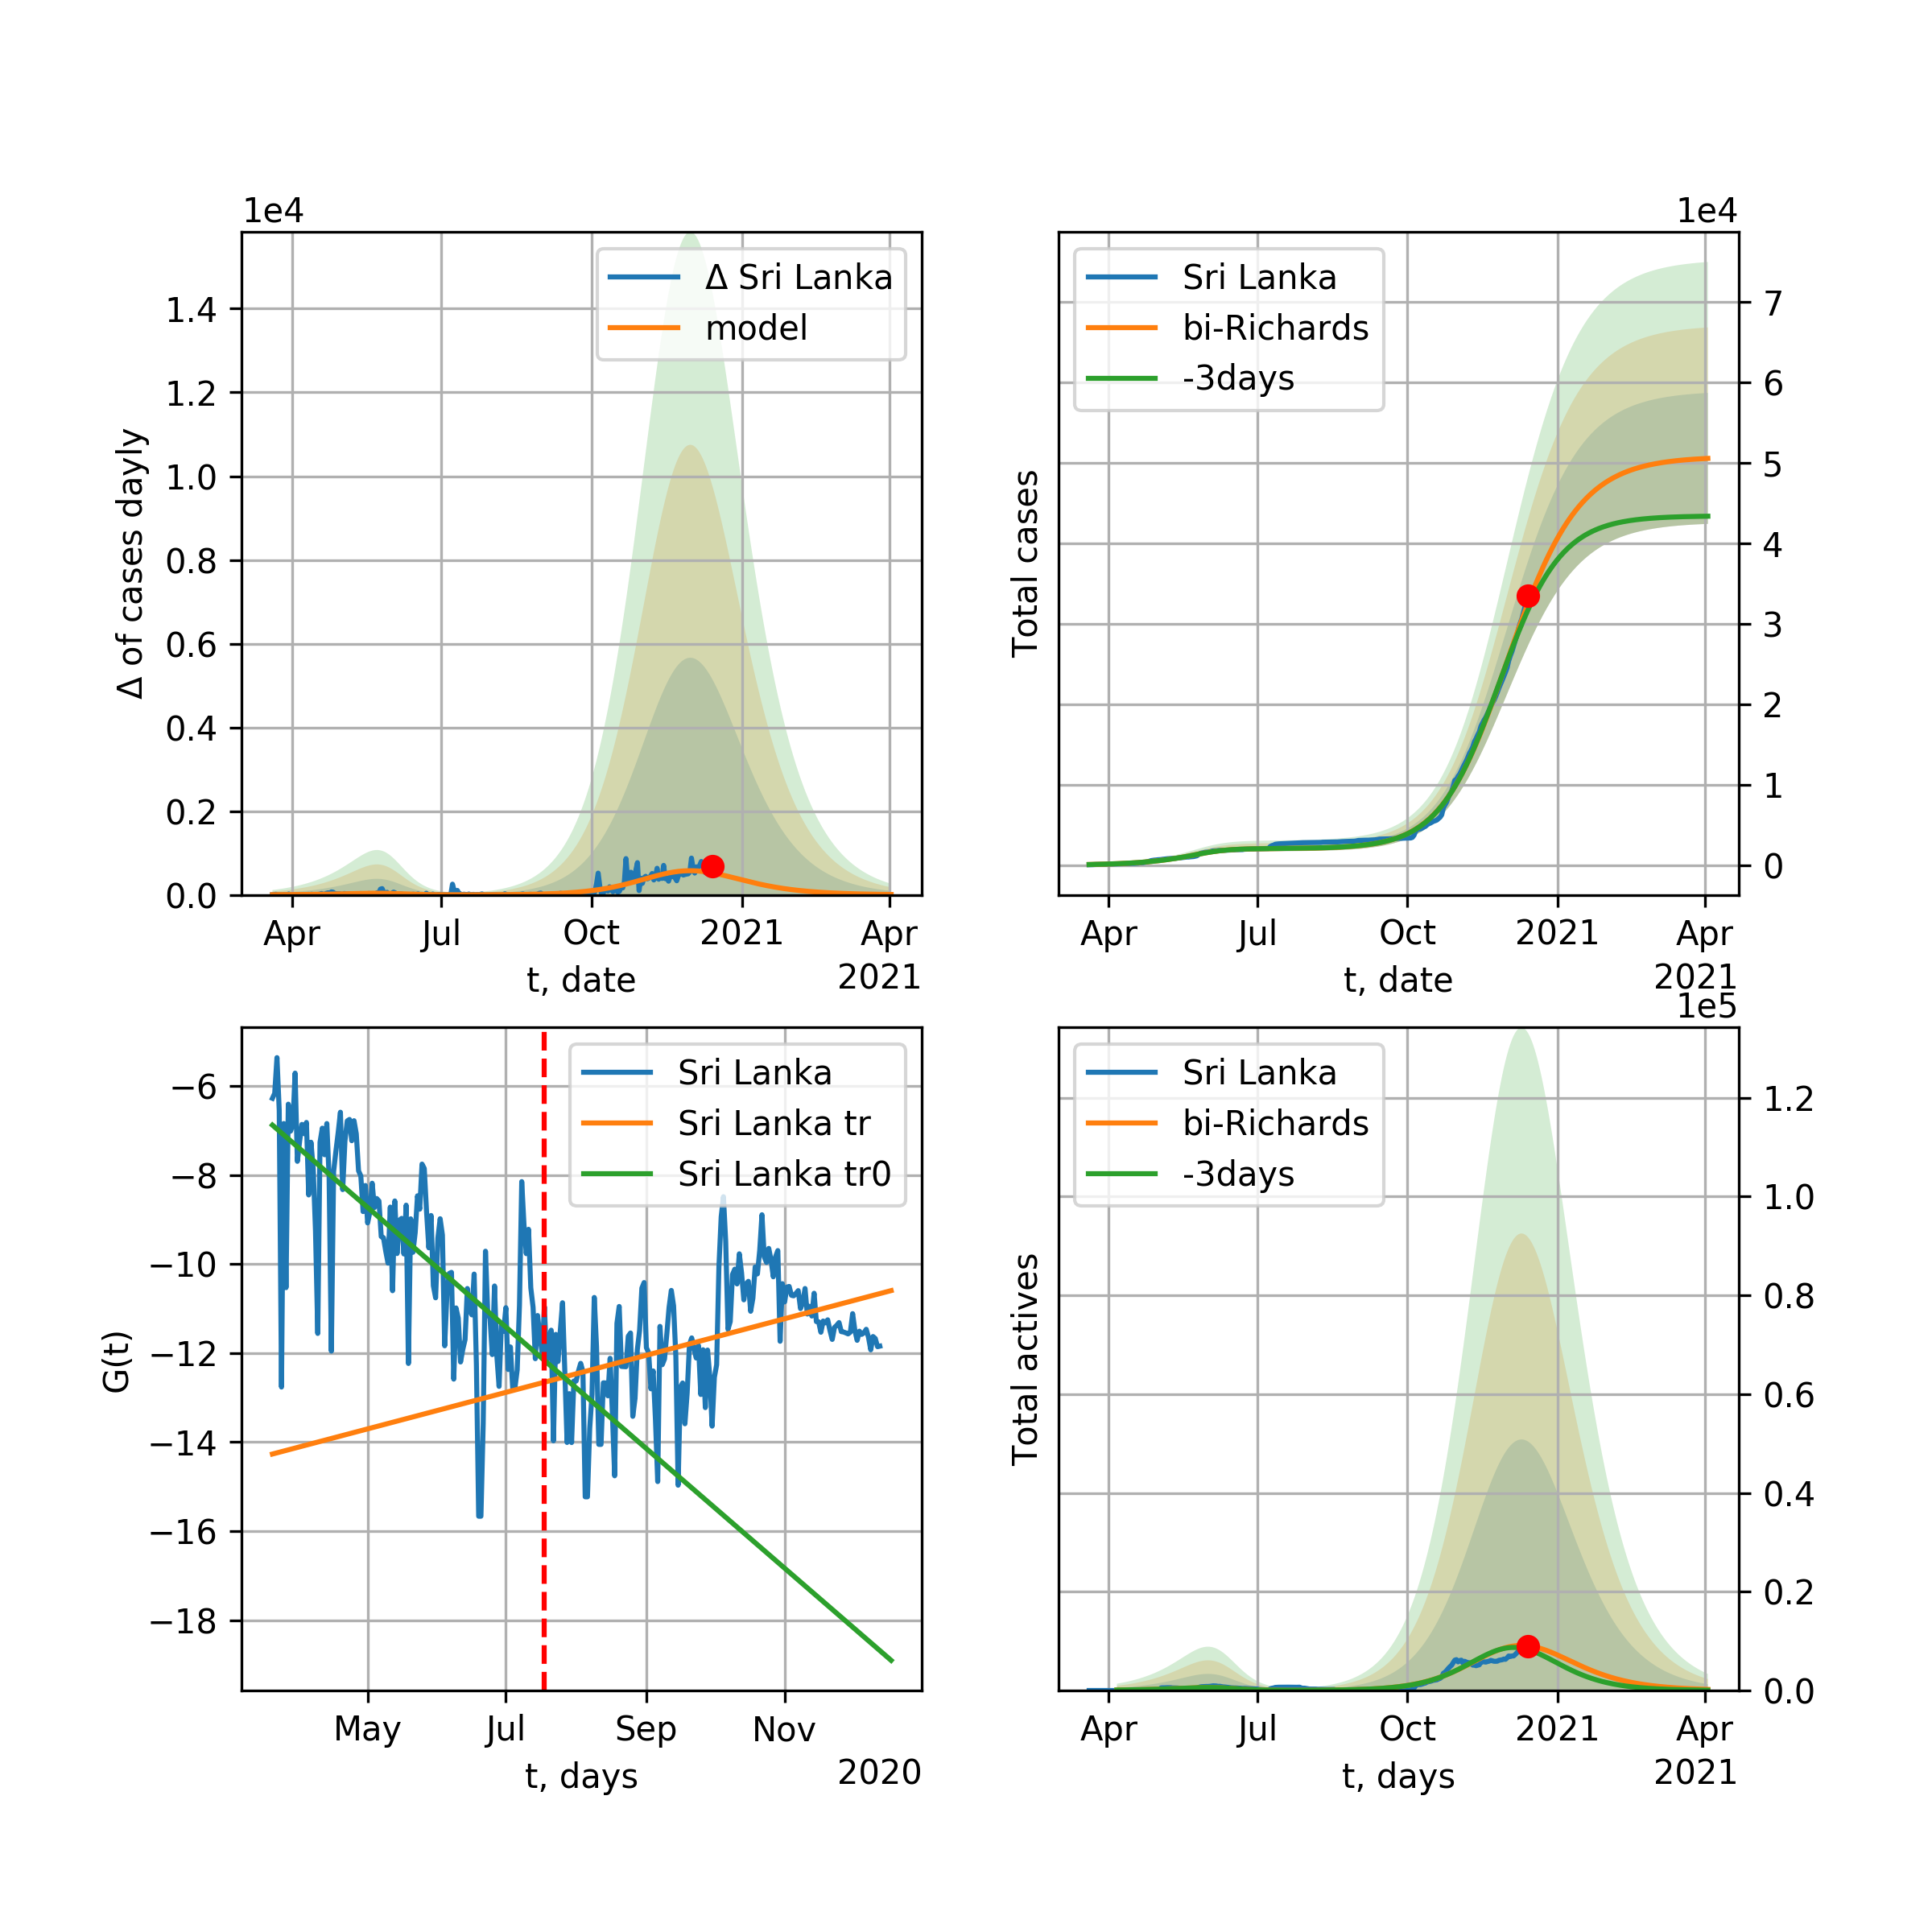 1e4
Δ Sri Lanka
model
1.4
1.2
1.0
0.8
0.6
0.4
0.2
0.0
Δ of cases dayly
Apr Jul Oct 2021 Apr
t, date 2021
1e4
Sri Lanka
bi-Richards
-3days
7
6
5
4
3
2
1
0
Total cases
Apr Jul Oct 2021 Apr
t, date 2021
Sri Lanka
Sri Lanka tr
Sri Lanka tr0
−6
−8
−10
−12
−14
−16
−18
G(t)
May Jul Sep Nov
t, days 2020
1e5
Sri Lanka
bi-Richards
-3days
1.2
1.0
0.8
0.6
0.4
0.2
0.0
Total actives
Apr Jul Oct 2021 Apr
t, days 2021